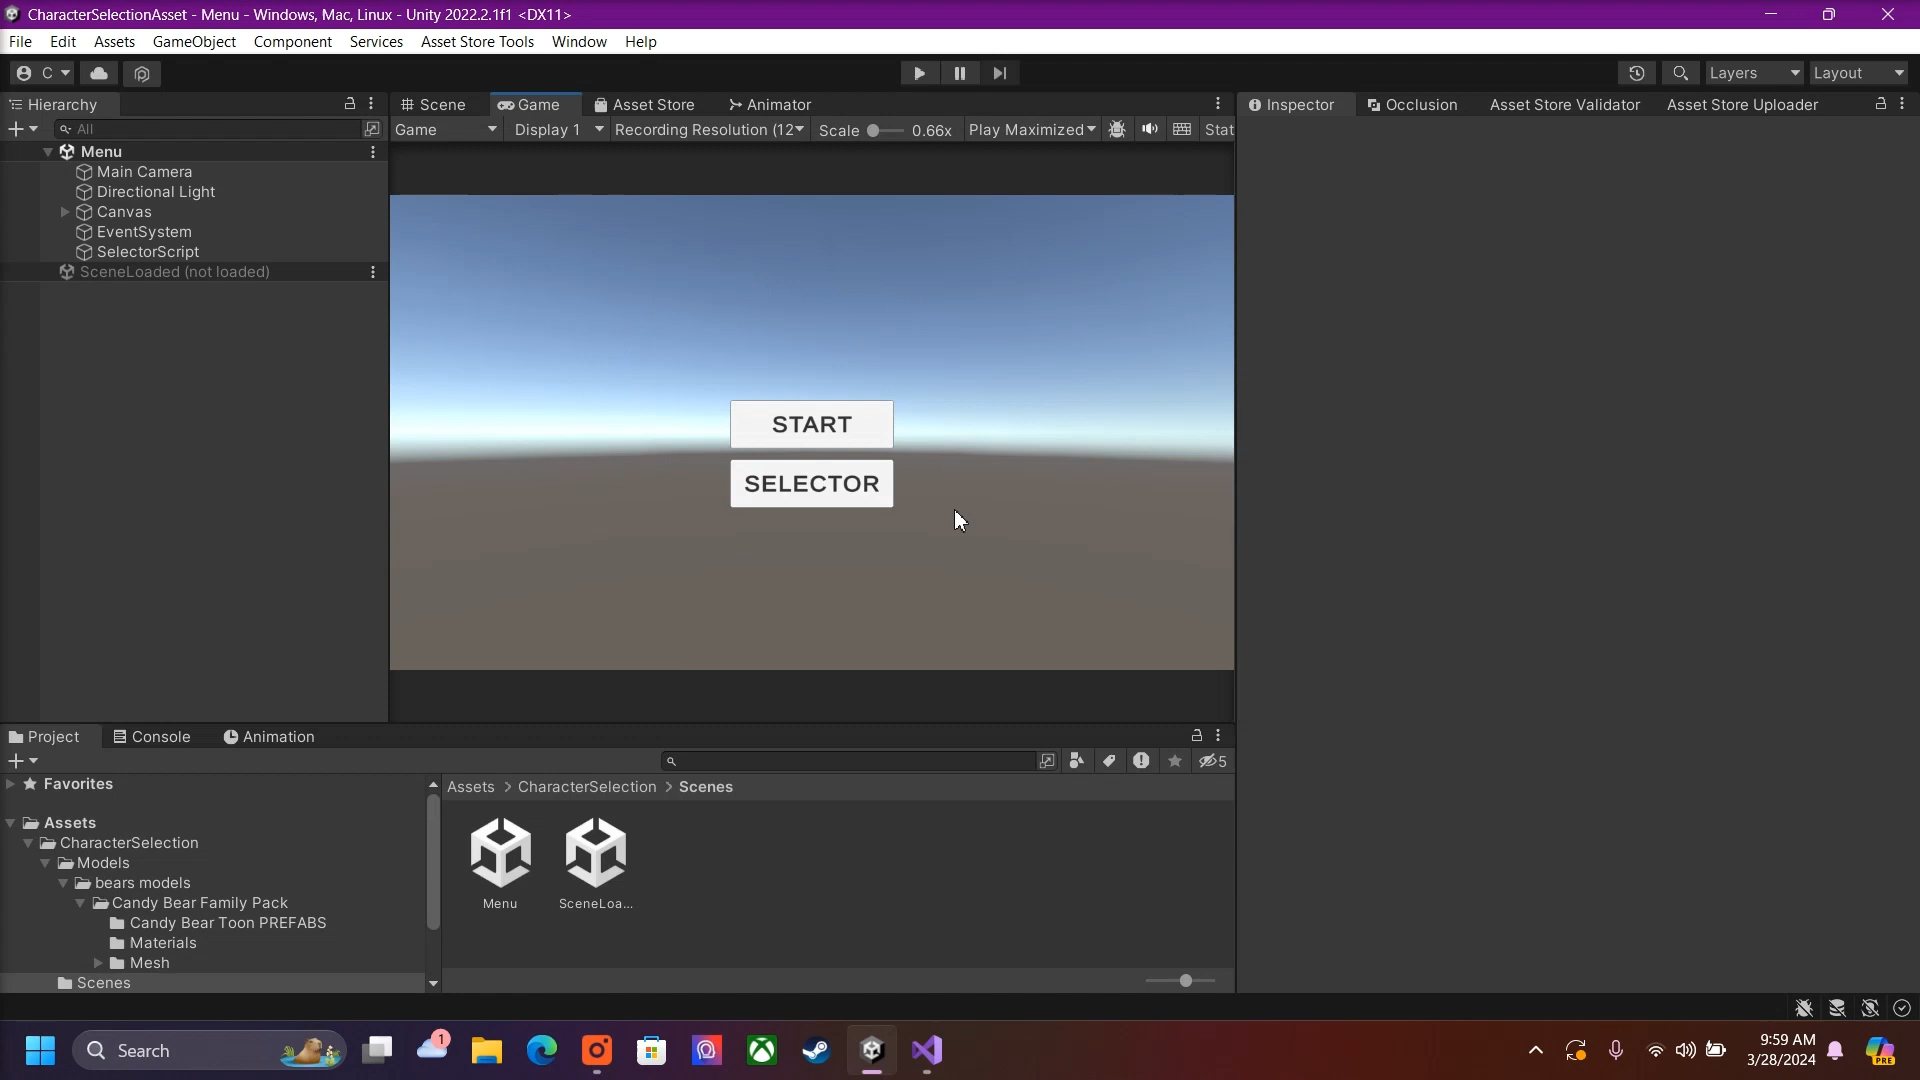 CharacterSelectionAsset - Menu - Windows, Mac, Linux - Unity 2022.2.1f1 <DX11>
File Edit Assets GameObject Component Services Asset Store Tools Window Help
C Layers Layout
Hierarchy Scene Game Asset Store Animator Inspector Occlusion Asset Store Validator Asset Store Uploader
All Game Display 1 Recording Resolution (12 Scale 0.66x Play Maximized Stat
Menu
Main Camera
Directional Light
Canvas
EventSystem
SelectorScript
SceneLoaded (not loaded)
START
SELECTOR
Project Console Animation
5
Favorites
Assets > CharacterSelection > Scenes
Assets
CharacterSelection
Models
bears models
Candy Bear Family Pack
Candy Bear Toon PREFABS
Materials
Mesh
Scenes
Menu SceneLoa...
Search
1
9:59 AM
3/28/2024
PRE